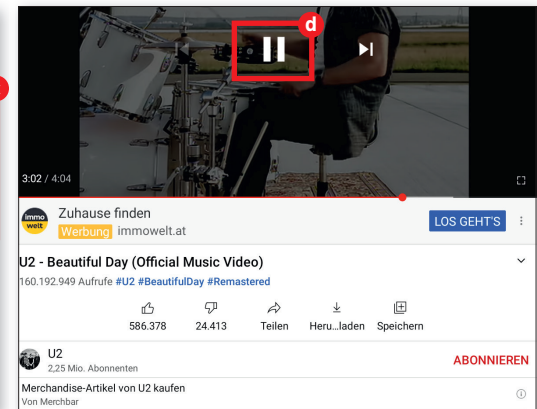 d
3:02 / 4:04
immo
welt
Zuhause finden
Werbung immowelt.at
LOS GEHT'S
U2 - Beautiful Day (Official Music Video)
160.192.949 Aufrufe #U2 #BeautifulDay #Remastered
586.378 24.413 Teilen Heru...laden Speichern
U2
2,25 Mio. Abonnenten
ABONNIEREN
Merchandise-Artikel von U2 kaufen
Von Merchbar